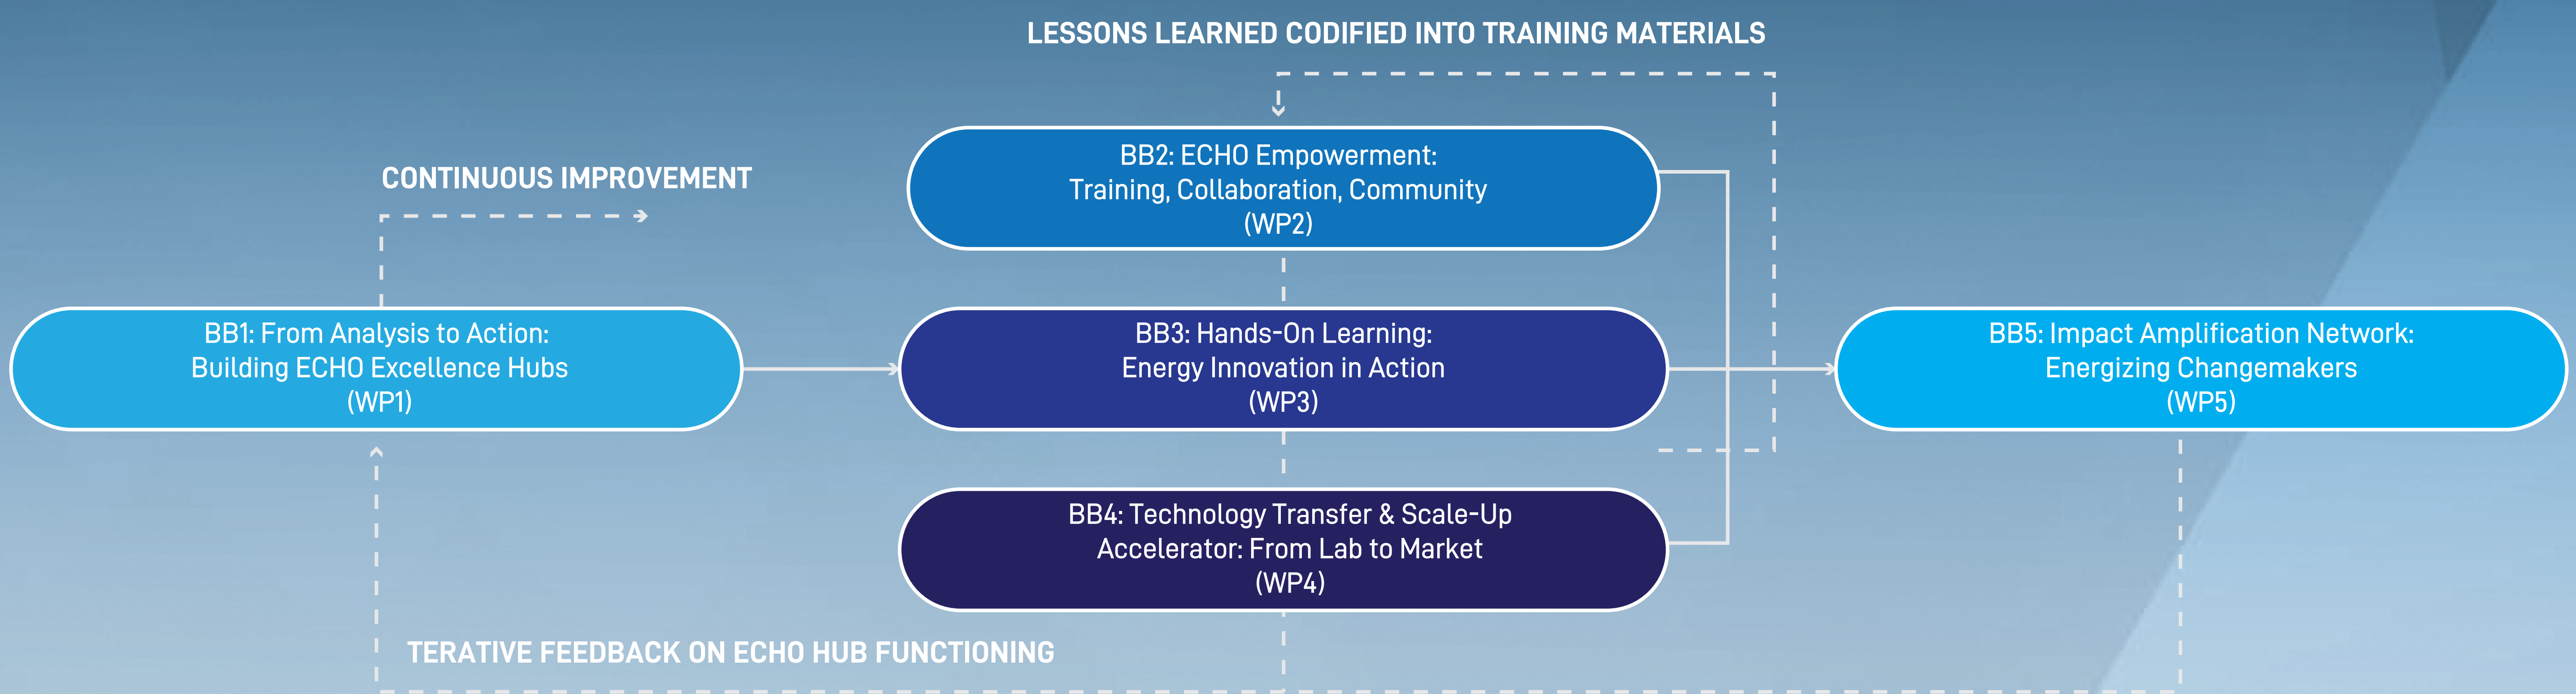 LESSONS LEARNED CODIFIED INTO TRAINING MATERIALS
CONTINUOUS IMPROVEMENT
BB2: ECHO Empowerment:
Training, Collaboration, Community
(WP2)
BB1: From Analysis to Action:
Building ECHO Excellence Hubs
(WP1)
BB3: Hands-On Learning:
Energy Innovation in Action
(WP3)
BB5: Impact Amplification Network:
Energizing Changemakers
(WP5)
BB4: Technology Transfer & Scale-Up
Accelerator: From Lab to Market
(WP4)
TERATIVE FEEDBACK ON ECHO HUB FUNCTIONING